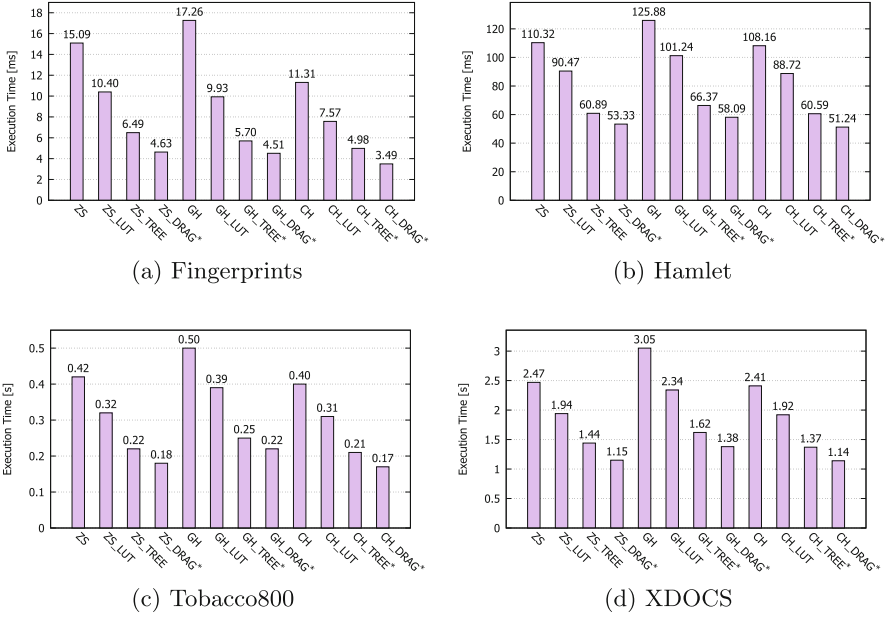 Execution Time [ms]
18
16
14
12
10
8
6
4
2
0
15.09
10.40
6.49
4.63
17.26
9.93
5.70
4.51
11.31
7.57
4.98
3.49
ZS
ZS_LUT
ZS_TREE
ZS_DRAG*
GH
GH_LUT
GH_TREE*
GH_DRAG*
CH
CH_LUT
CH_TREE*
CH_DRAG*
(a) Fingerprints
Execution Time [ms]
120
100
80
60
40
20
0
110.32
90.47
60.89
53.33
125.88
101.24
66.37
58.09
108.16
88.72
60.59
51.24
ZS
ZS_LUT
ZS_TREE
ZS_DRAG*
GH
GH_LUT
GH_TREE*
GH_DRAG*
CH
CH_LUT
CH_TREE*
CH_DRAG*
(b) Hamlet
Execution Time [s]
0.5
0.4
0.3
0.2
0.1
0
0.42
0.32
0.22
0.18
0.50
0.39
0.25
0.22
0.40
0.31
0.21
0.17
ZS
ZS_LUT
ZS_TREE
ZS_DRAG*
GH
GH_LUT
GH_TREE*
GH_DRAG*
CH
CH_LUT
CH_TREE*
CH_DRAG*
(c) Tobacco800
Execution Time [s]
3
2.5
2
1.5
1
0.5
0
2.47
1.94
1.44
1.15
3.05
2.34
1.62
1.38
2.41
1.92
1.37
1.14
ZS
ZS_LUT
ZS_TREE
ZS_DRAG*
GH
GH_LUT
GH_TREE*
GH_DRAG*
CH
CH_LUT
CH_TREE*
CH_DRAG*
(d) XDOCS